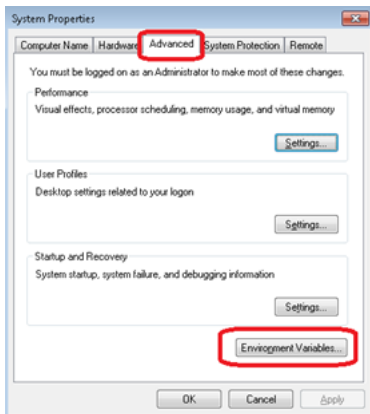 System Properties
Computer Name Hardware Advanced System Protection Remote
You must be logged on as an Administrator to make most of these changes.
Performance
Visual effects, processor scheduling, memory usage, and virtual memory
Settings...
User Profiles
Desktop settings related to your logon
Settings...
Startup and Recovery
System startup, system failure, and debugging information
Settings...
Environment Variables...
OK Cancel Apply